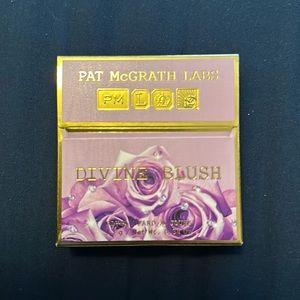 PAT McGRATH LABS
PM L
DIVINE BLUSH